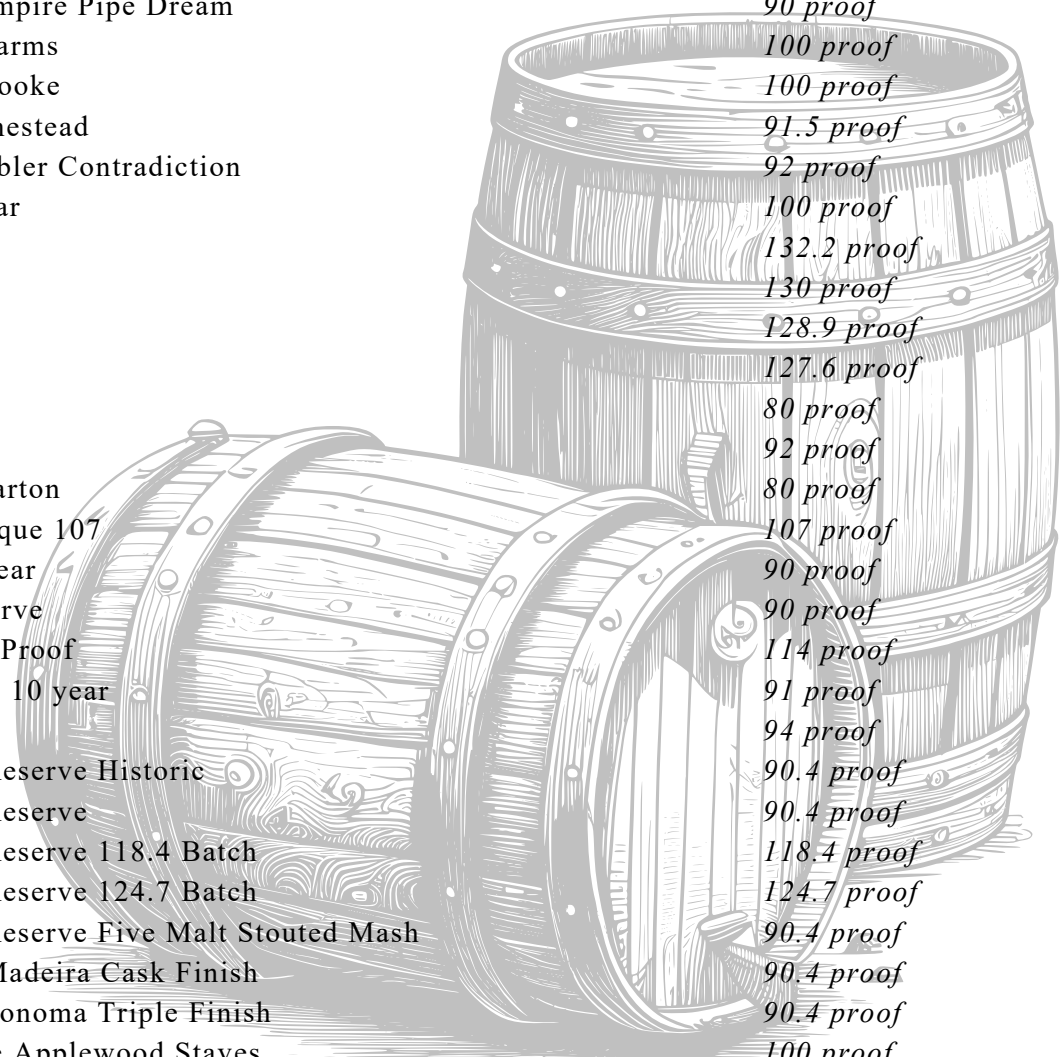 mpire Pipe Dream 90 proof
arms 100 proof
ooke 100 proof
nestead 91.5 proof
bler Contradiction 92 proof
ar 100 proof
132.2 proof
130 proof
128.9 proof
127.6 proof
80 proof
92 proof
arton 80 proof
que 107 107 proof
ear 90 proof
rve 90 proof
Proof 114 proof
10 year 91 proof
94 proof
eserve Historic 90.4 proof
eserve 90.4 proof
eserve 118.4 Batch 118.4 proof
eserve 124.7 Batch 124.7 proof
eserve Five Malt Stouted Mash 90.4 proof
Madeira Cask Finish 90.4 proof
onoma Triple Finish 90.4 proof
Applewood Staves 100 proof